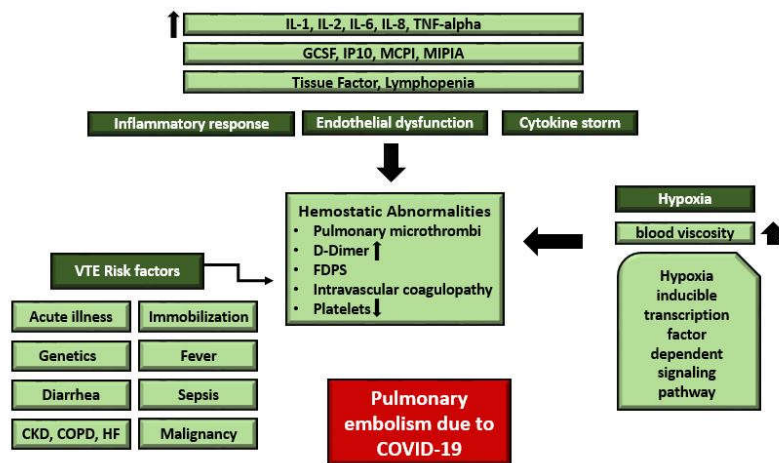 IL-1, IL-2, IL-6, IL-8, TNF-alpha
GCSF, IP10, MCPI, MIPIA
Tissue Factor, Lymphopenia
Inflammatory response
Endothelial dysfunction
Cytokine storm
Hemostatic Abnormalities
• Pulmonary microthrombi
• D-Dimer
• FDPS
• Intravascular coagulopathy
• Platelets
Hypoxia
blood viscosity
Hypoxia
inducible
transcription
factor
dependent
signaling
pathway
VTE Risk factors
Acute illness
Immobilization
Genetics
Fever
Diarrhea
Sepsis
CKD, COPD, HF
Malignancy
Pulmonary
embolism due to
COVID-19